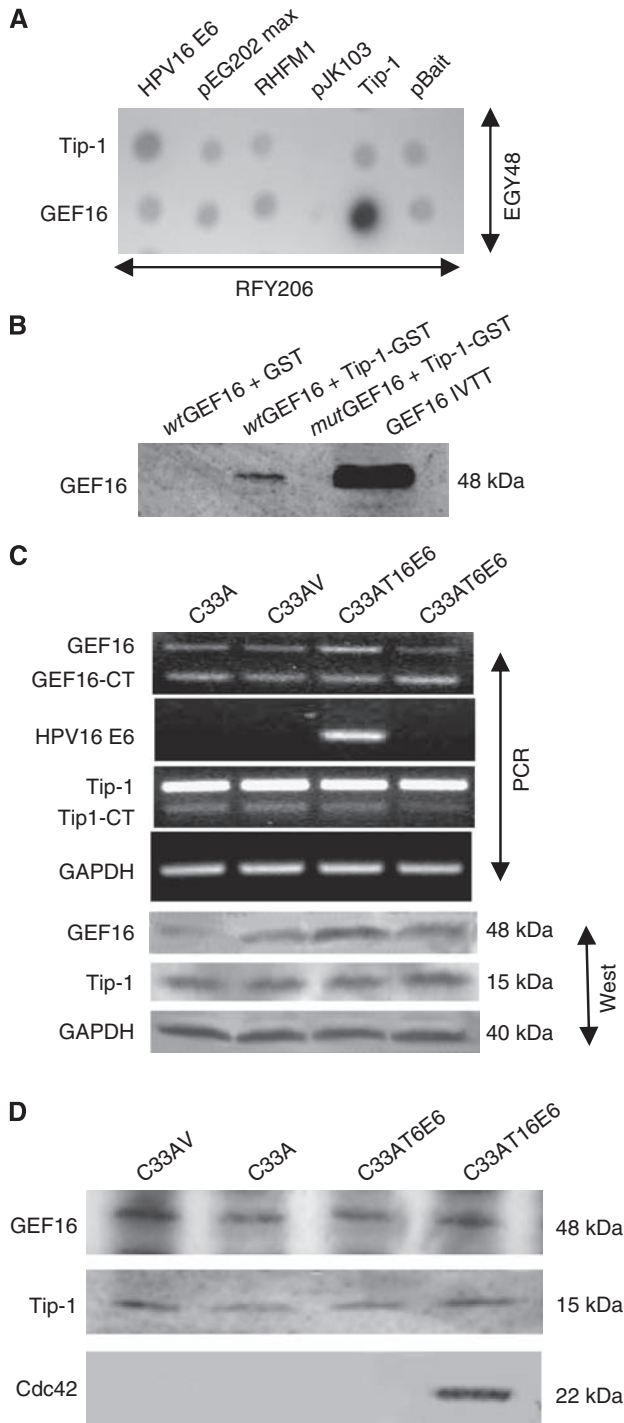 A
HPV16 E6
pEG202 max
RHFM1
pJK103
Tip-1
pBait
Tip-1
GEF16
EGY48
RFY206
B
wtGEF16 + GST
wtGEF16 + Tip-1-GST
mutGEF16 + Tip-1-GST
GEF16 IVTT
GEF16
48 kDa
C
C33A
C33AV
C33AT16E6
C33AT6E6
GEF16
GEF16-CT
HPV16 E6
Tip-1
Tip1-CT
GAPDH
PCR
GEF16
48 kDa
Tip-1
15 kDa
GAPDH
40 kDa
West
D
C33AV
C33A
C33AT6E6
C33AT16E6
GEF16
48 kDa
Tip-1
15 kDa
Cdc42
22 kDa